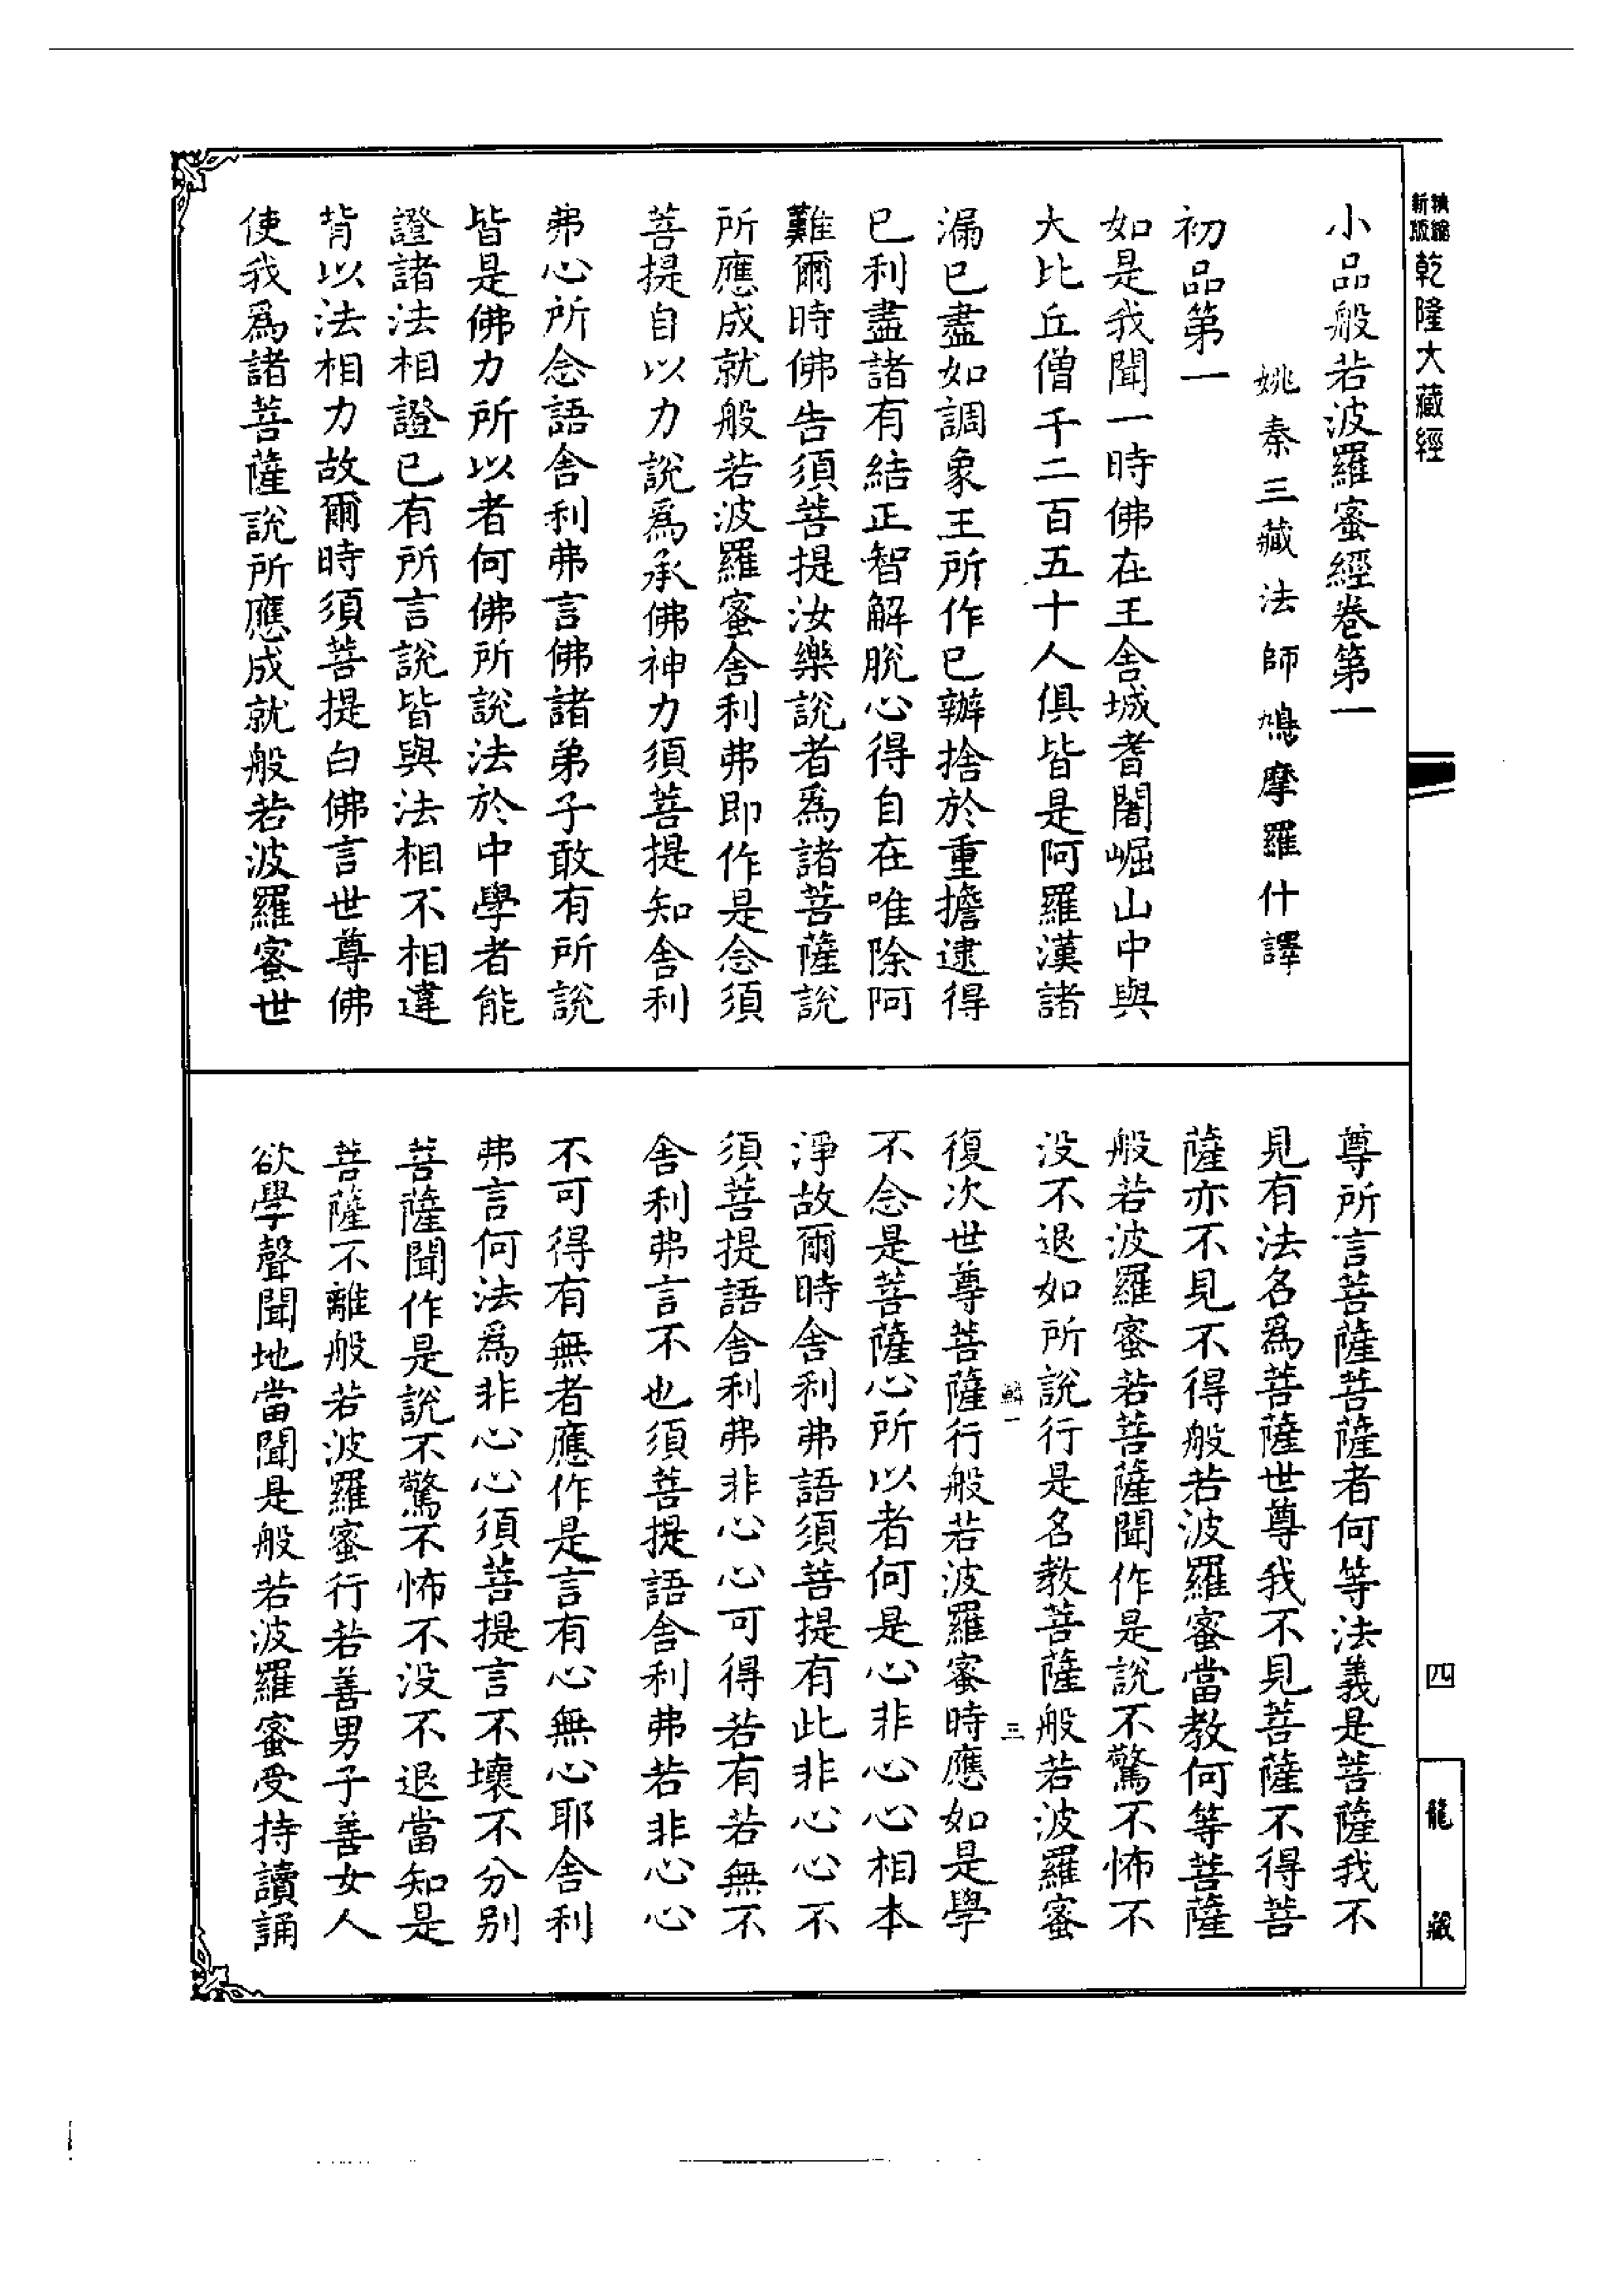 精縮新版乾隆大藏經
小品般若波羅蜜經卷第一
姚秦三藏法師鳩摩羅什譯
初品第一
如是我聞一時佛在王舍城耆闍崛山中與
大比丘僧千二百五十人俱皆是阿羅漢諸
漏已盡如調象王所作已辦捨於重擔逮得
已利盡諸有結正智解脫心得自在唯除阿
難爾時佛告須菩提汝樂說者爲諸菩薩說
所應成就般若波羅蜜舍利弗即作是念須
菩提自以力說爲承佛神力須菩提知舍利
弗心所念語舍利弗言佛諸弟子敢有所說
皆是佛力所以者何佛所說法於中學者能
證諸法相證已有所言說皆與法相不相違
背以法相力故爾時須菩提白佛言世尊佛
使我爲諸菩薩說所應成就般若波羅蜜世
尊所言菩薩菩薩者何等法義是菩薩我不
見有法名爲菩薩世尊我不見菩薩不得菩
薩亦不見不得般若波羅蜜當教何等菩薩
般若波羅蜜若菩薩聞作是說不驚不怖不
没不退如所說行是名教菩薩般若波羅蜜
鱗一 三
復次世尊菩薩行般若波羅蜜時應如是學
不念是菩薩心所以者何是心非心心相本
淨故爾時舍利弗語須菩提有此非心心不
須菩提語舍利弗非心心可得若有若無不
舍利弗言不也須菩提語舍利弗若非心心
不可得有無者應作是言有心無心耶舍利
弗言何法爲非心心須菩提言不壞不分别
菩薩聞作是說不驚不怖不没不退當知是
菩薩不離般若波羅蜜行若善男子善女人
欲學聲聞地當聞是般若波羅蜜受持讀誦
四
龍藏